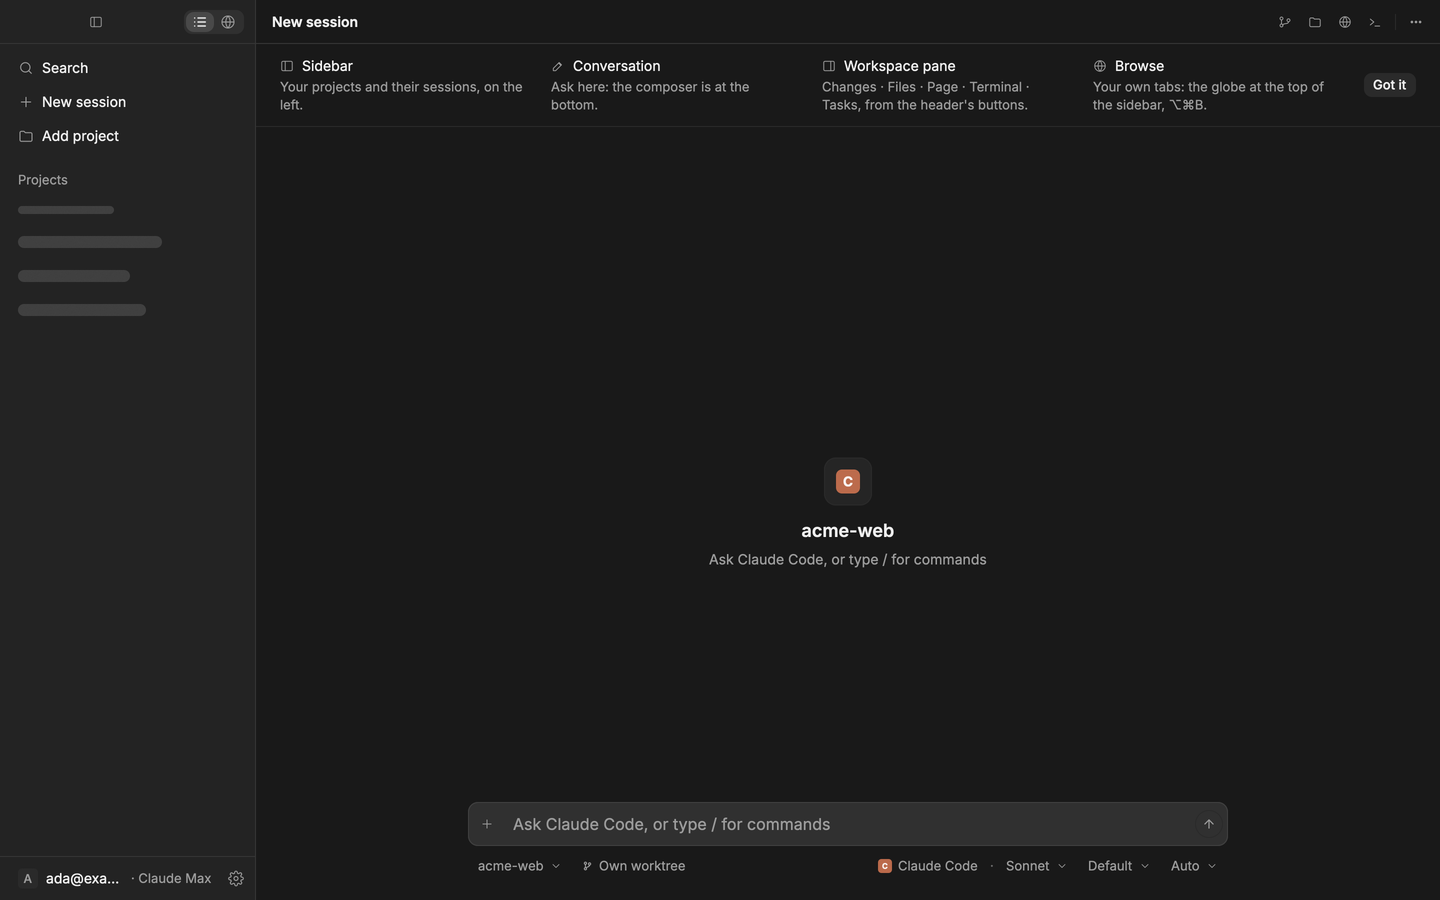 New session
Search
New session
Add project
Projects
Sidebar
Your projects and their sessions, on the
left.
Conversation
Ask here: the composer is at the
bottom.
Workspace pane
Changes · Files · Page · Terminal ·
Tasks, from the header's buttons.
Browse
Your own tabs: the globe at the top of
the sidebar, ⌥⌘B.
Got it
C
acme-web
Ask Claude Code, or type / for commands
Ask Claude Code, or type / for commands
acme-web
Own worktree
C Claude Code · Sonnet
Default
Auto
A ada@exa... · Claude Max